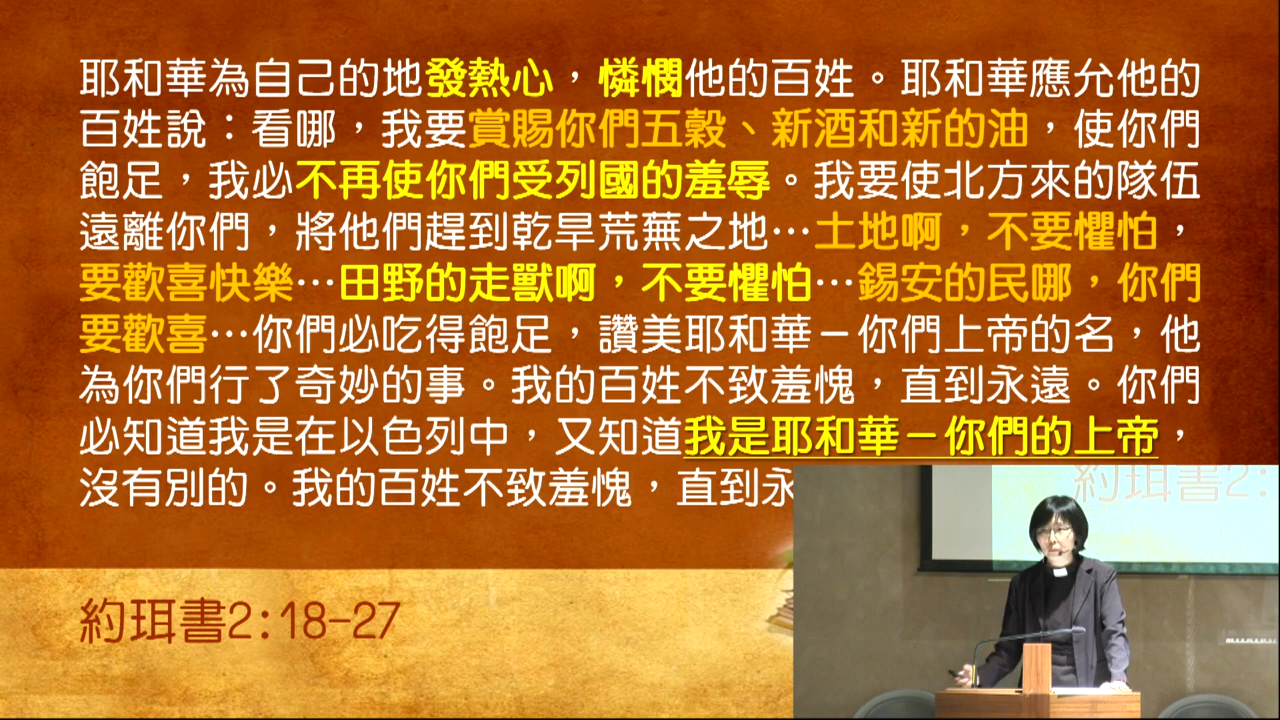 耶和華為自己的地發熱心，憐憫他的百姓。耶和華應允他的
百姓說：看哪，我要賞賜你們五穀、新酒和新的油，使你們
飽足，我必不再使你們受列國的羞辱。我要使北方來的隊伍
遠離你們，將他們趕到乾旱荒蕪之地…土地啊，不要懼怕，
要歡喜快樂…田野的走獸啊，不要懼怕…錫安的民哪，你們
要歡喜…你們必吃得飽足，讚美耶和華－你們上帝的名，他
為你們行了奇妙的事。我的百姓不致羞愧，直到永遠。你們
必知道我是在以色列中，又知道我是耶和華－你們的上帝，
沒有別的。我的百姓不致羞愧，直到永
約珥書2:
約珥書2:18-27